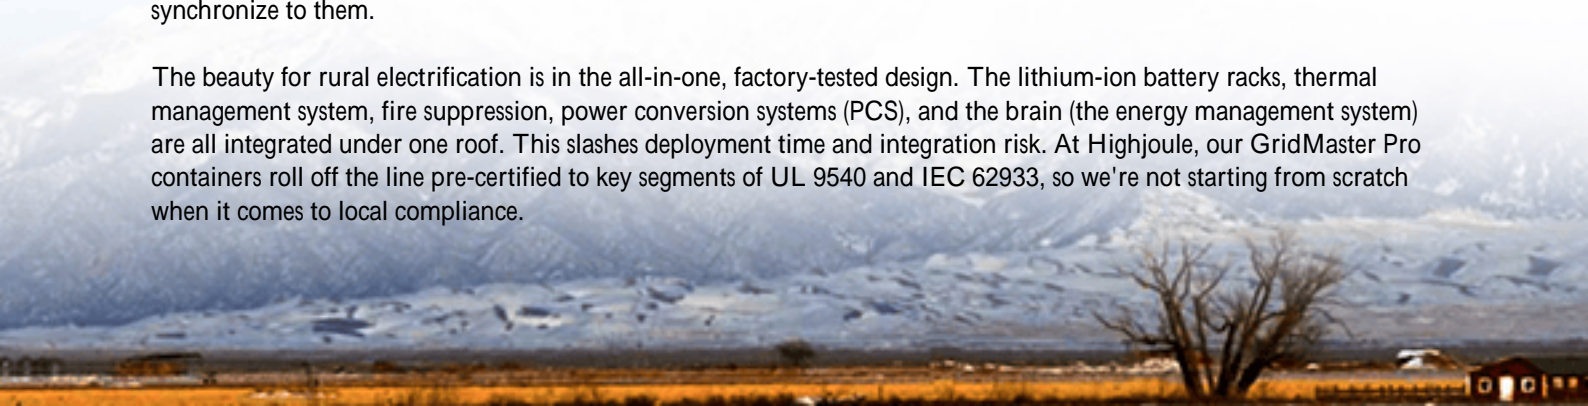 synchronize to them.
The beauty for rural electrification is in the all-in-one, factory-tested design. The lithium-ion battery racks, thermal
management system, fire suppression, power conversion systems (PCS), and the brain (the energy management system)
are all integrated under one roof. This slashes deployment time and integration risk. At Highjoule, our GridMaster Pro
containers roll off the line pre-certified to key segments of UL 9540 and IEC 62933, so we're not starting from scratch
when it comes to local compliance.